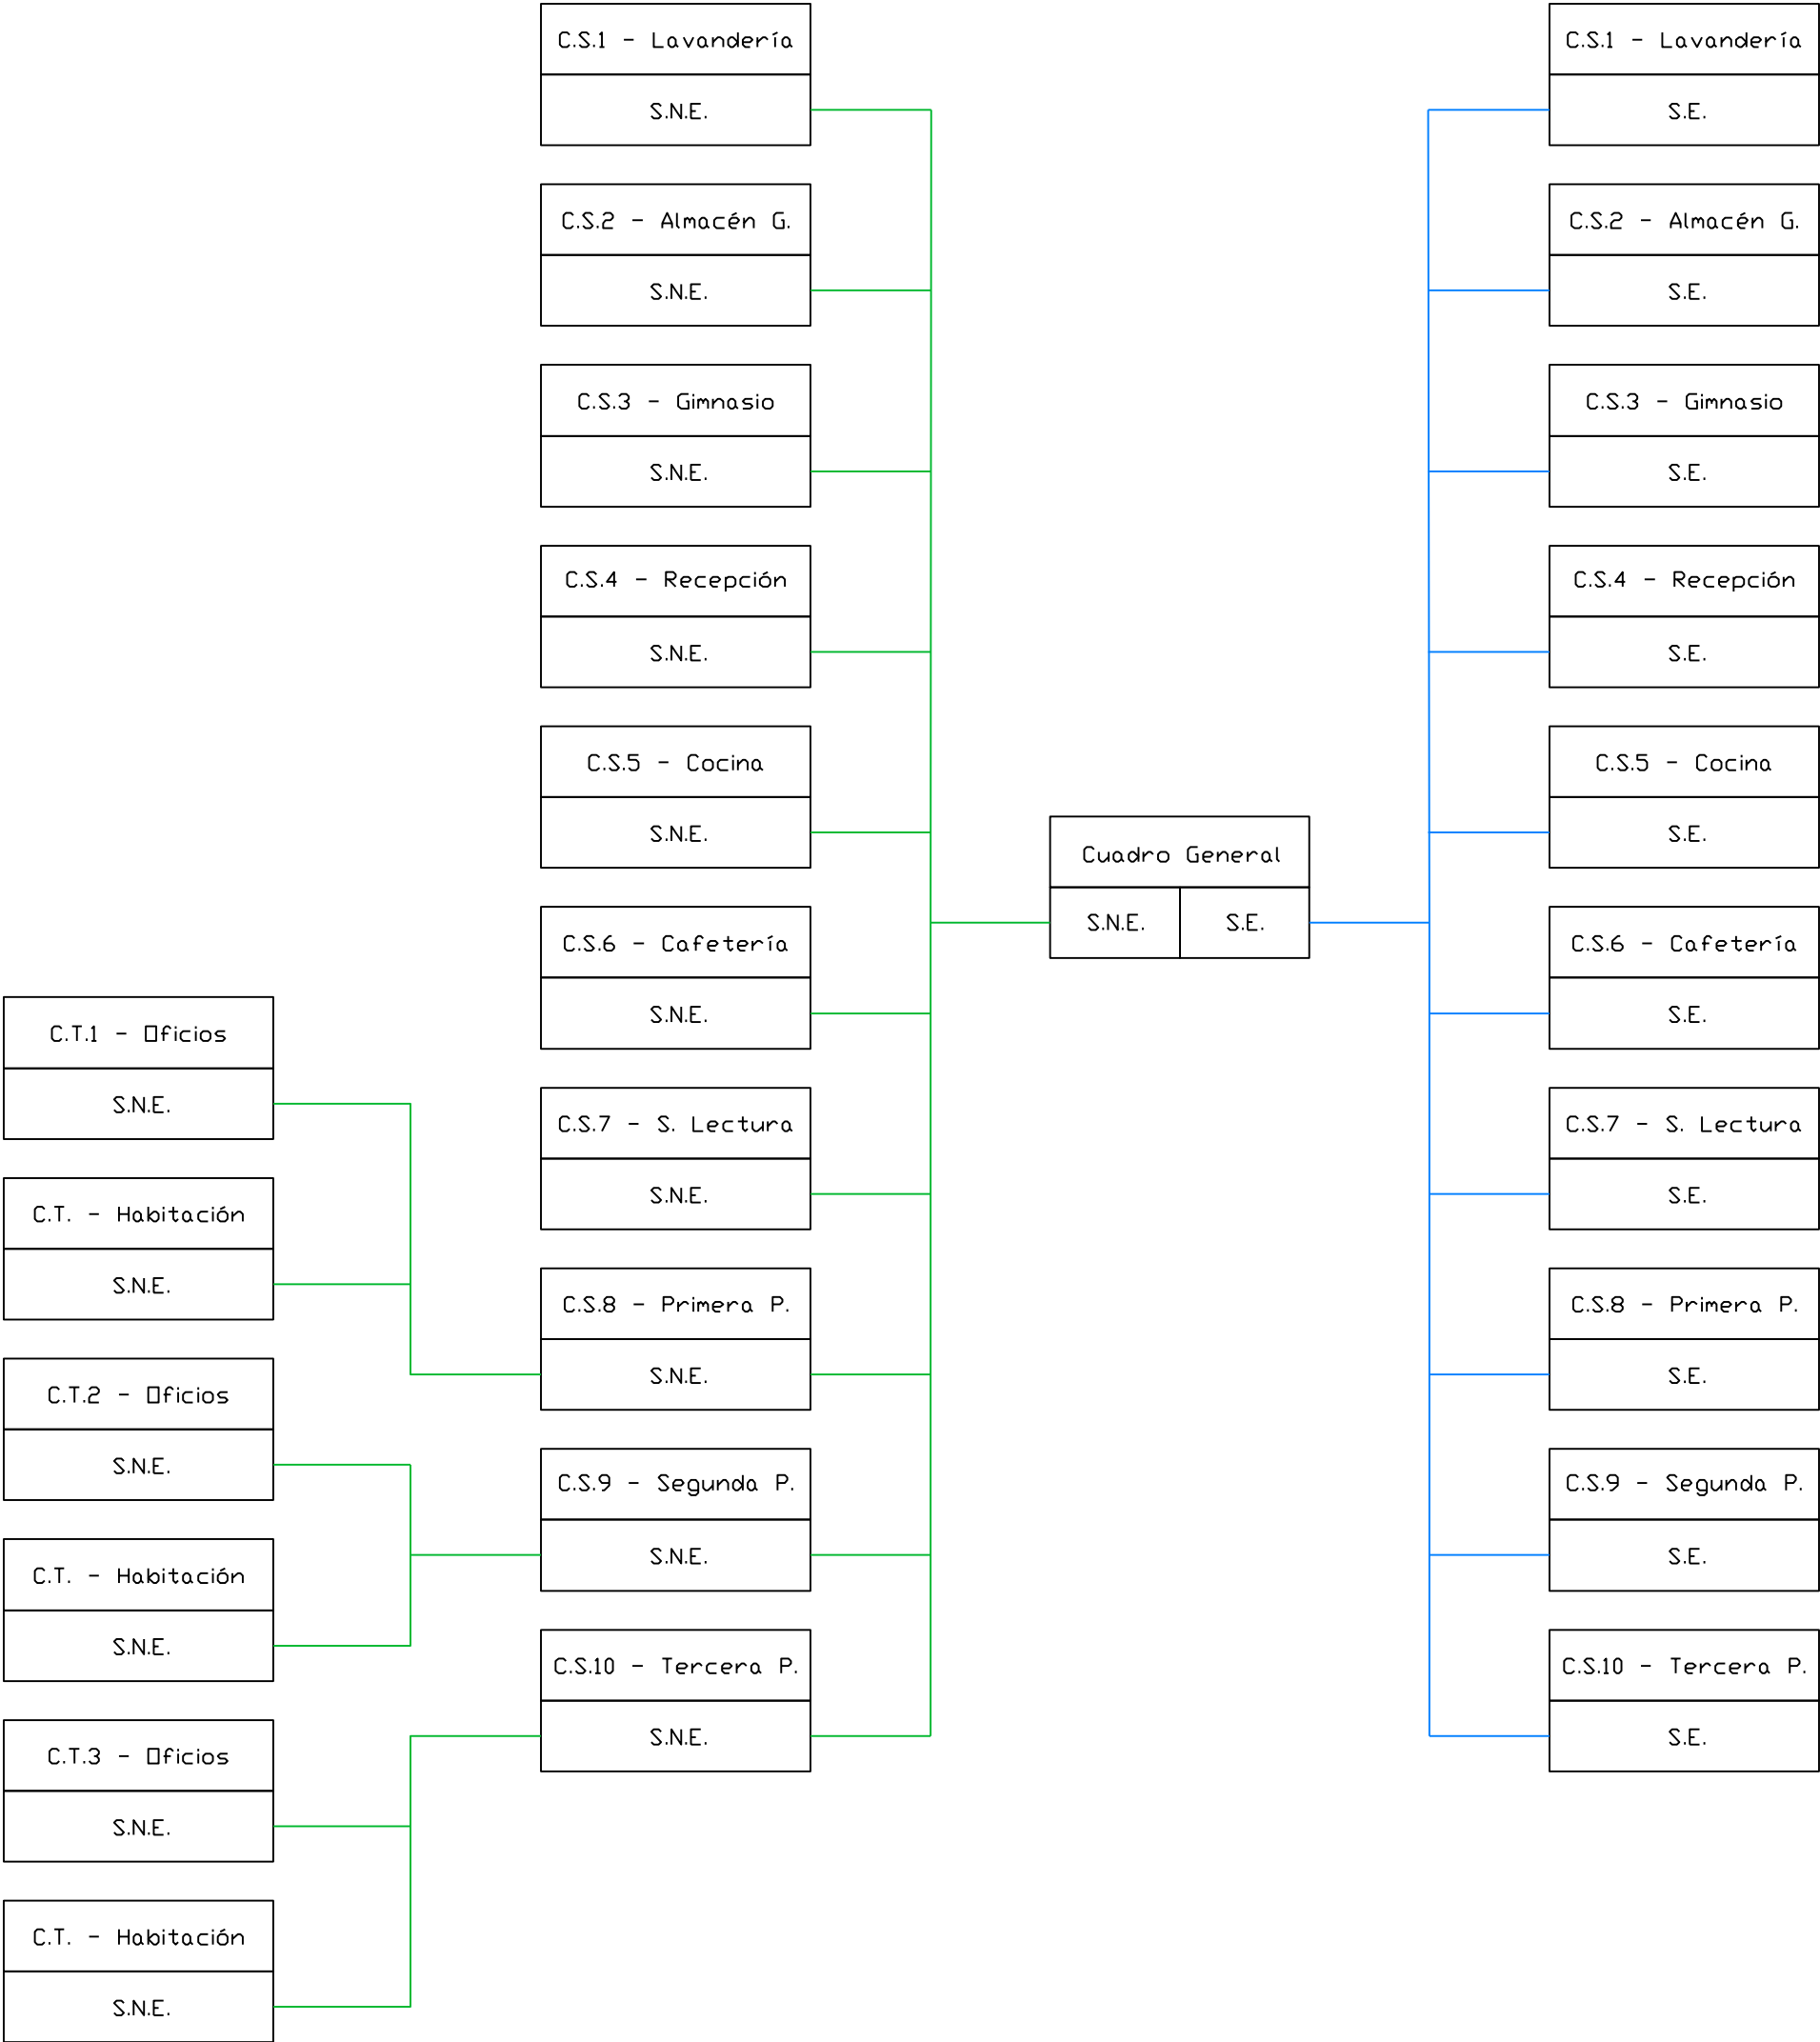 C.S.1 - Lavandería
S.N.E.
C.S.2 - Almacén G.
S.N.E.
C.S.3 - Gimnasio
S.N.E.
C.S.4 - Recepción
S.N.E.
C.S.5 - Cocina
S.N.E.
C.S.6 - Cafetería
S.N.E.
C.S.7 - S. Lectura
S.N.E.
C.S.8 - Primera P.
S.N.E.
C.S.9 - Segunda P.
S.N.E.
C.S.10 - Tercera P.
S.N.E.
C.T.1 - Oficios
S.N.E.
C.T. - Habitación
S.N.E.
C.T.2 - Oficios
S.N.E.
C.T. - Habitación
S.N.E.
C.T.3 - Oficios
S.N.E.
C.T. - Habitación
S.N.E.
Cuadro General
S.N.E. S.E.
C.S.1 - Lavandería
S.E.
C.S.2 - Almacén G.
S.E.
C.S.3 - Gimnasio
S.E.
C.S.4 - Recepción
S.E.
C.S.5 - Cocina
S.E.
C.S.6 - Cafetería
S.E.
C.S.7 - S. Lectura
S.E.
C.S.8 - Primera P.
S.E.
C.S.9 - Segunda P.
S.E.
C.S.10 - Tercera P.
S.E.